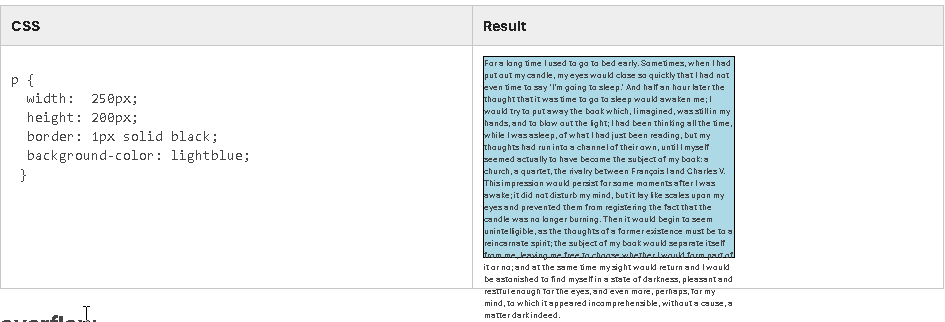 CSS
Result
p {
width: 250px;
height: 200px;
border: 1px solid black;
background-color: lightblue;
}
For a long time I used to go to bed early. Sometimes, when I had
put out my candle, my eyes would close so quickly that I had not
even time to say 'I'm going to sleep.' And half an hour later the
thought that it was time to go to sleep would awaken me; I
would try to put away the book which, I imagined, was still in my
hands, and to blow out the light; I had been thinking all the time,
while I was asleep, of what I had just been reading, but my
thoughts had run into a channel of their own, until I myself
seemed actually to have become the subject of my book: a
church, a quartet, the rivalry between François I and Charles V.
This impression would persist for some moments after I was
awake; it did not disturb my mind, but it lay like scales upon my
eyes and prevented them from registering the fact that the
candle was no longer burning. Then it would begin to seem
unintelligible, as the thoughts of a former existence must be to a
reincarnate spirit; the subject of my book would separate itself
from me, leaving me free to choose whether I would form part of
it or no; and at the same time my sight would return and I would
be astonished to find myself in a state of darkness, pleasant and
restful enough for the eyes, and even more, perhaps, for my
mind, to which it appeared incomprehensible, without a cause, a
matter dark indeed.
overflow